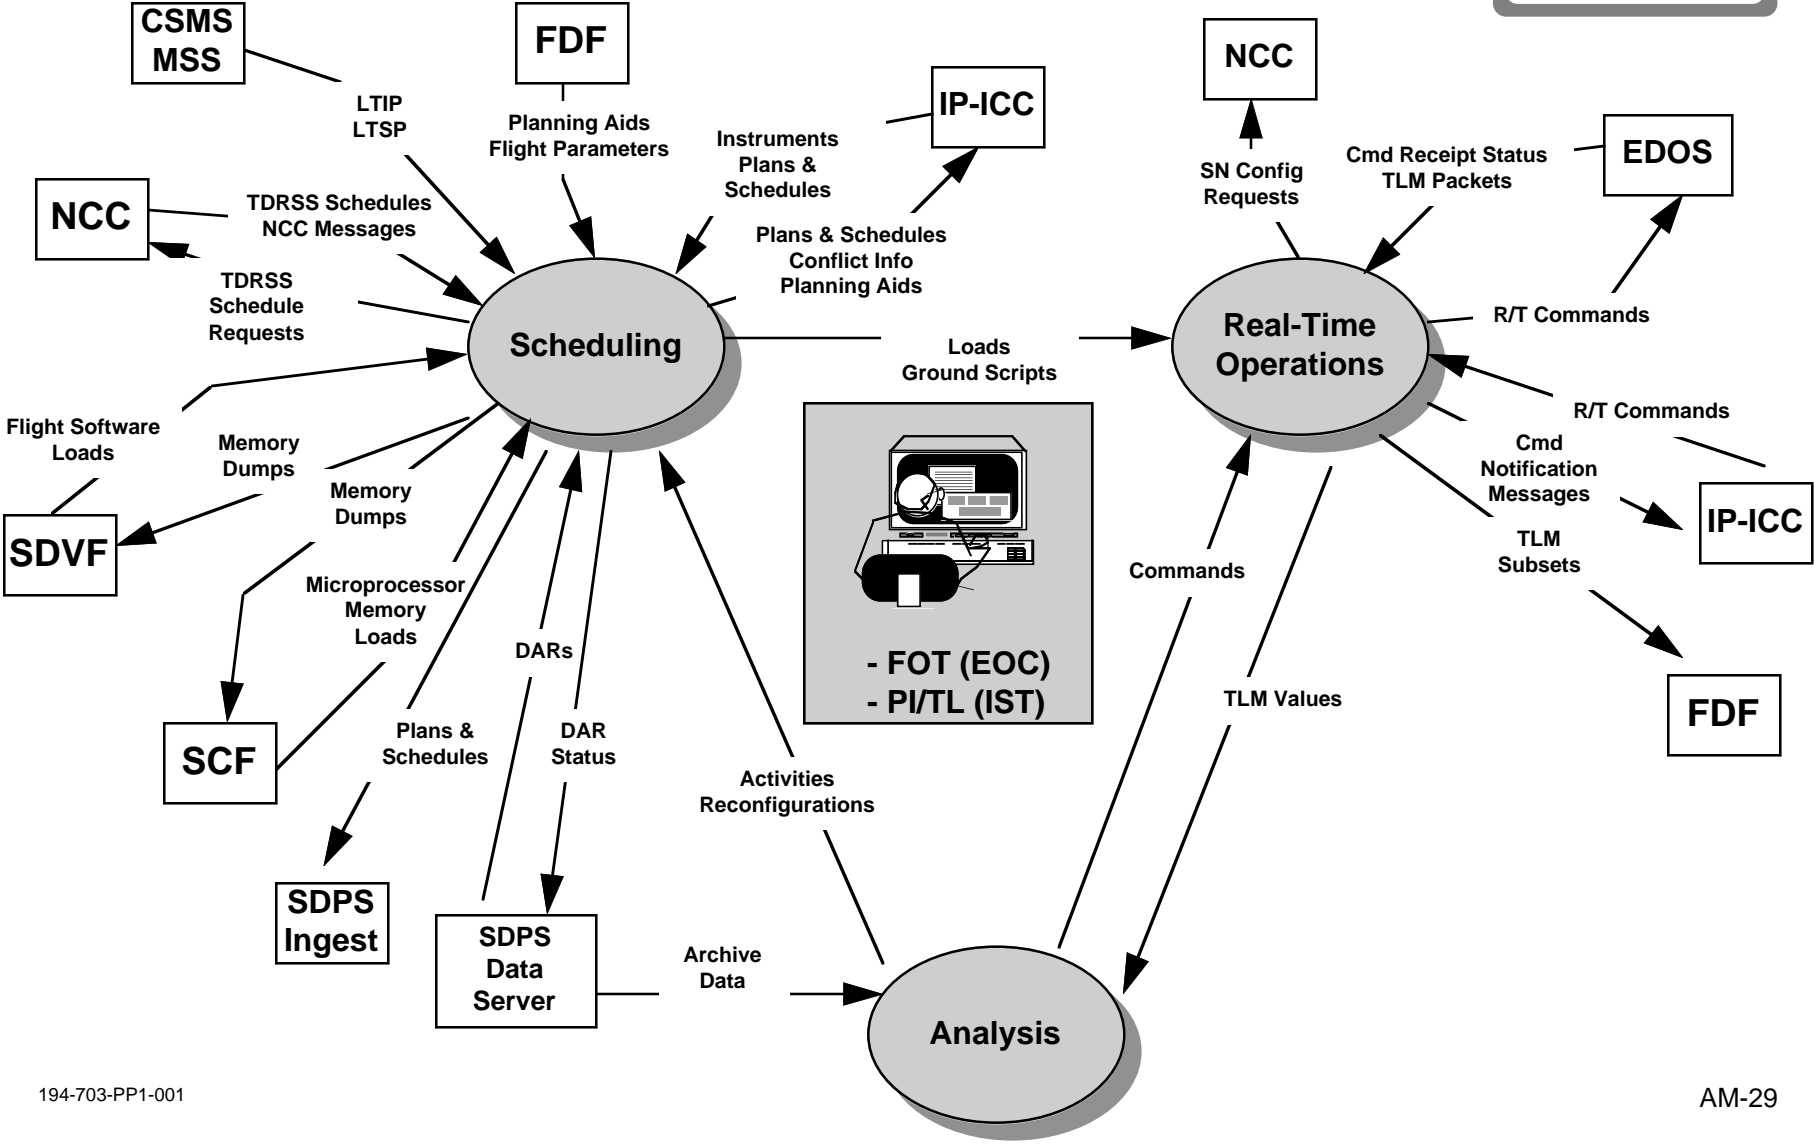 CSMS
MSS
FDF
NCC
IP-ICC
LTIP
LTSP
Planning Aids
Flight Parameters
Instruments
Plans &
Schedules
Cmd Receipt Status
TLM Packets
EDOS
SN Config
Requests
NCC
TDRSS Schedules
NCC Messages
Plans & Schedules
Conflict Info
Planning Aids
TDRSS
Schedule
Requests
R/T Commands
Scheduling
Real-Time
Operations
Loads
Ground Scripts
R/T Commands
Flight Software
Loads
Memory
Dumps
Cmd
Notification
Messages
Memory
Dumps
IP-ICC
SDVF
TLM
Subsets
Microprocessor
Memory
Loads
Commands
DARs
- FOT (EOC)
- PI/TL (IST)
TLM Values
FDF
SCF
Plans &
Schedules
DAR
Status
Activities
Reconfigurations
SDPS
Ingest
SDPS
Data
Server
Archive
Data
Analysis
194-703-PP1-001
AM-29